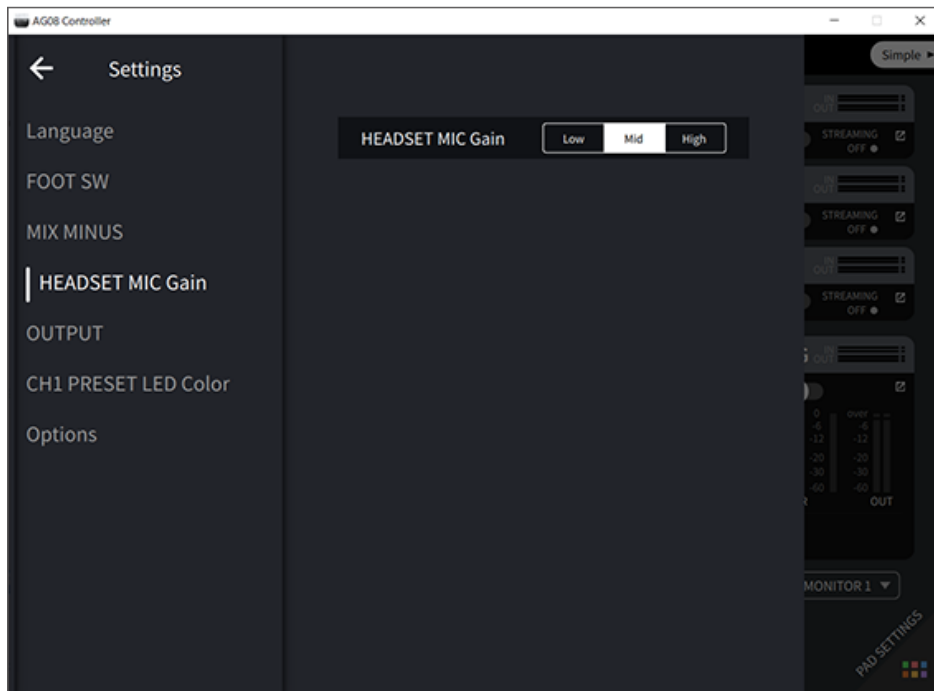 AG08 Controller
Settings
Simple
Language
FOOT SW
MIX MINUS
HEADSET MIC Gain
OUTPUT
CH1 PRESET LED Color
Options
HEADSET MIC Gain Low Mid High
IN
OUT
STREAMING
OFF
IN
OUT
STREAMING
OFF
IN
OUT
STREAMING
OFF
G
IN
OUT
0 over
-6 -6
-12 -12
-20 -20
-30 -30
-60 -60
R OUT
MONITOR 1
PAD SETTINGS